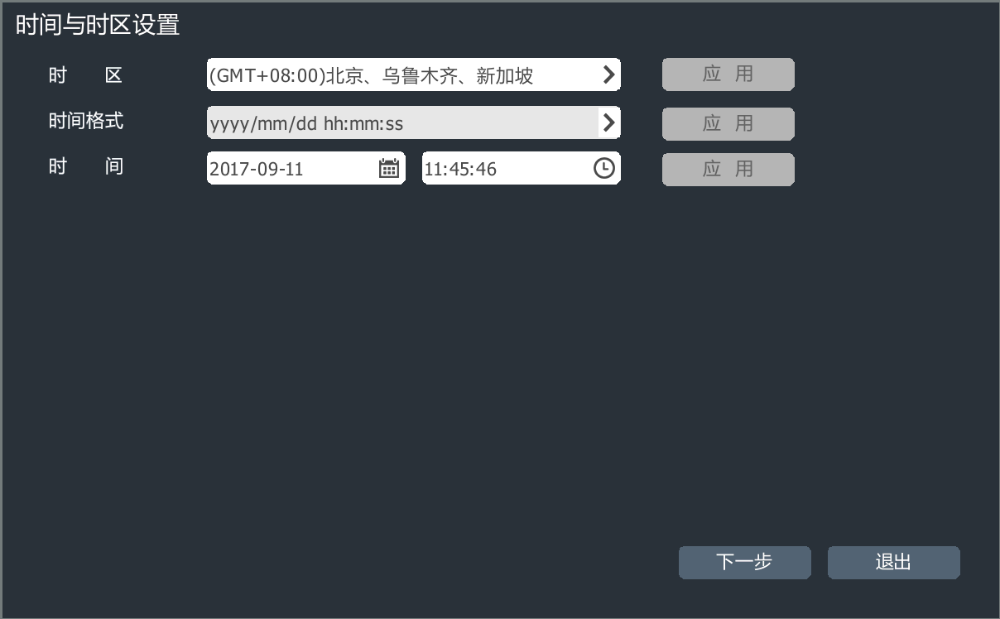 时间与时区设置
时 区 (GMT+08:00)北京、乌鲁木齐、新加坡 应 用
时间格式 yyyy/mm/dd hh:mm:ss 应 用
时 间 2017-09-11 11:45:46 应 用
下一步 退出